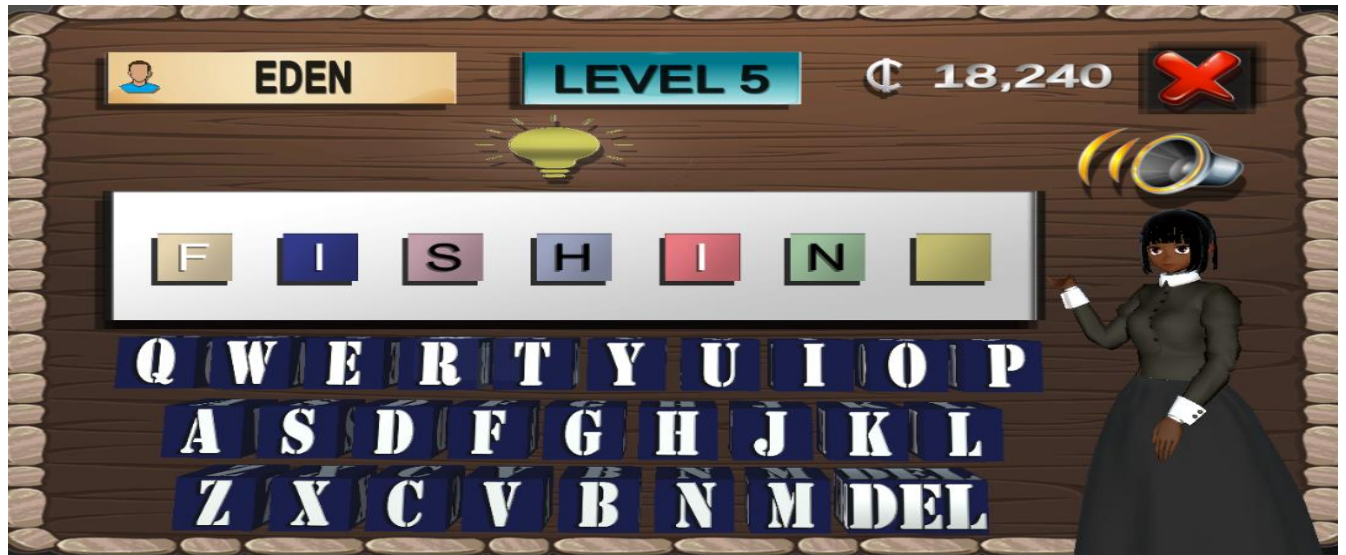 EDEN LEVEL 5 ₵ 18,240
F I S H I N
Q W E R T Y U I O P
A S D F G H J K L
Z X C V B N M DEL